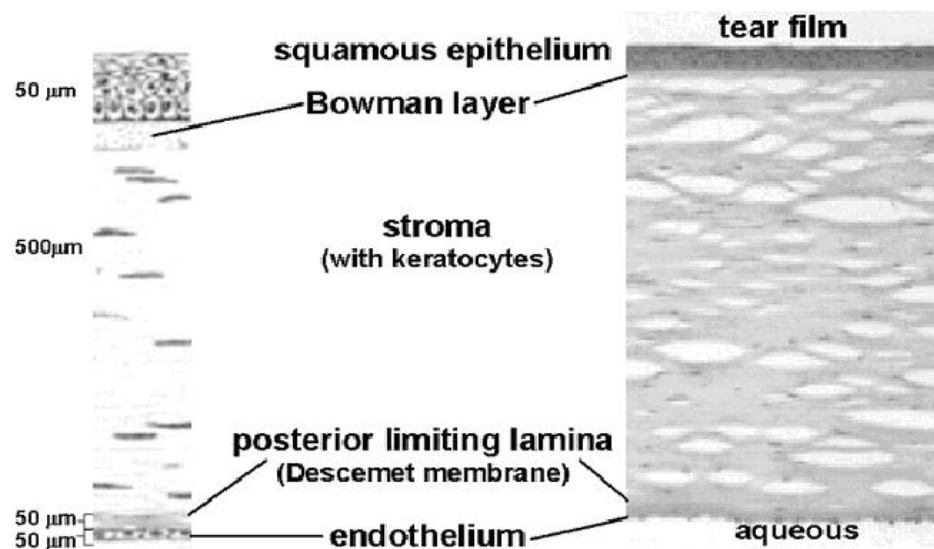 tear film
squamous epithelium
50 μm
Bowman layer
stroma
500μm
(with keratocytes)
posterior limiting lamina
(Descemet membrane)
50 μm
endothelium
50 μm
aqueous